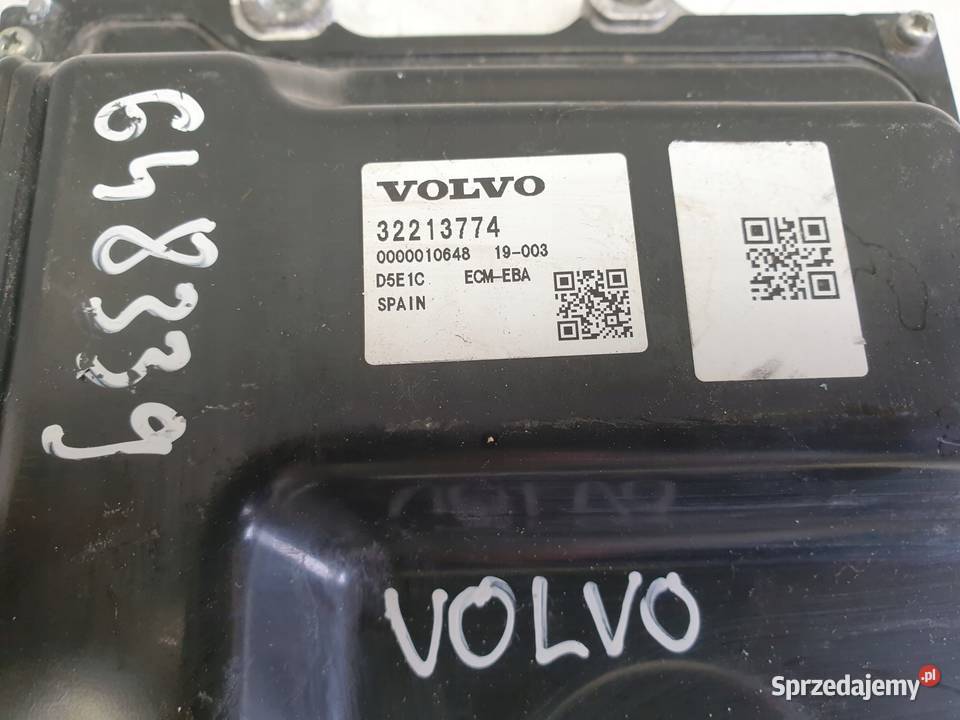 648339
VOLVO
32213774
0000010648 19-003
D5E1C ECM-EBA
SPAIN
VOLVO
Sprzedajemy.pl